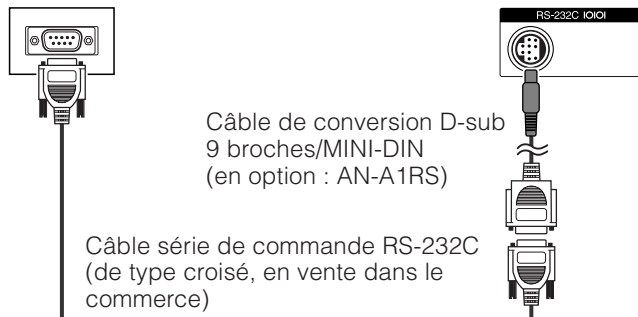 RS-232C IOIOI
Câble de conversion D-sub
9 broches/MINI-DIN
(en option : AN-A1RS)
Câble série de commande RS-232C
(de type croisé, en vente dans le
commerce)